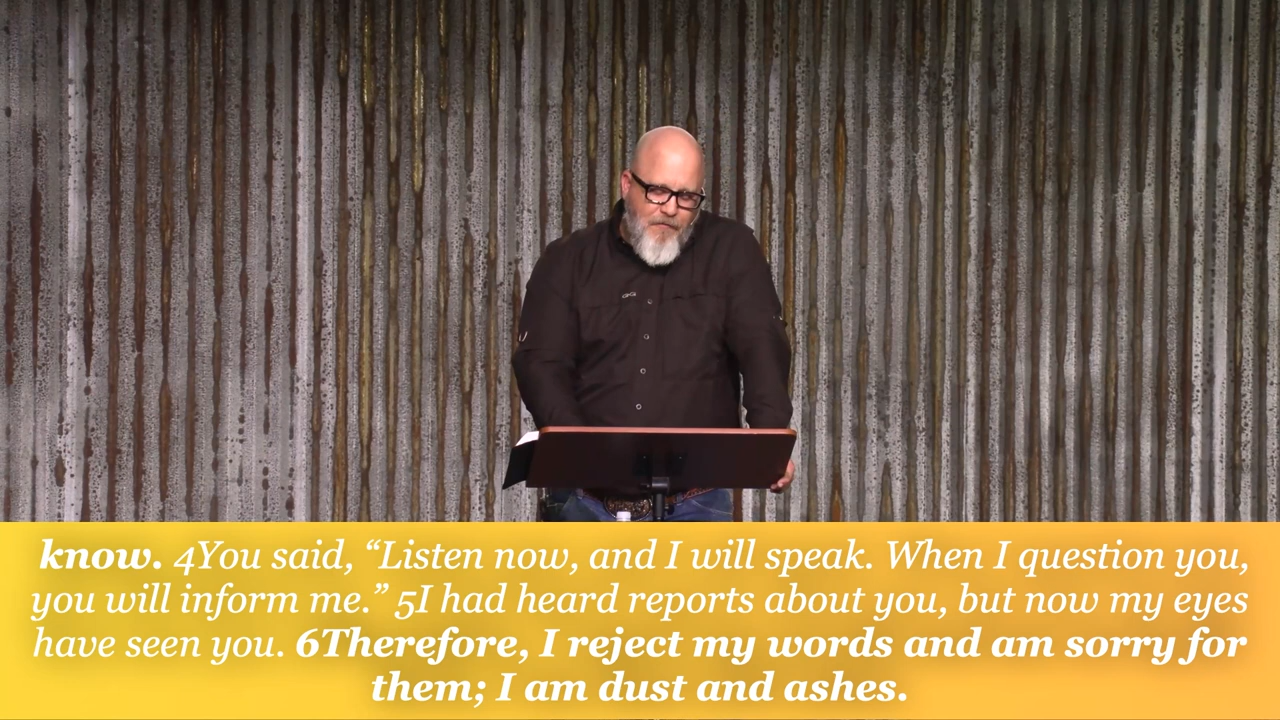 know. 4You said, “Listen now, and I will speak. When I question you,
you will inform me.” 5I had heard reports about you, but now my eyes
have seen you. 6Therefore, I reject my words and am sorry for
them; I am dust and ashes.